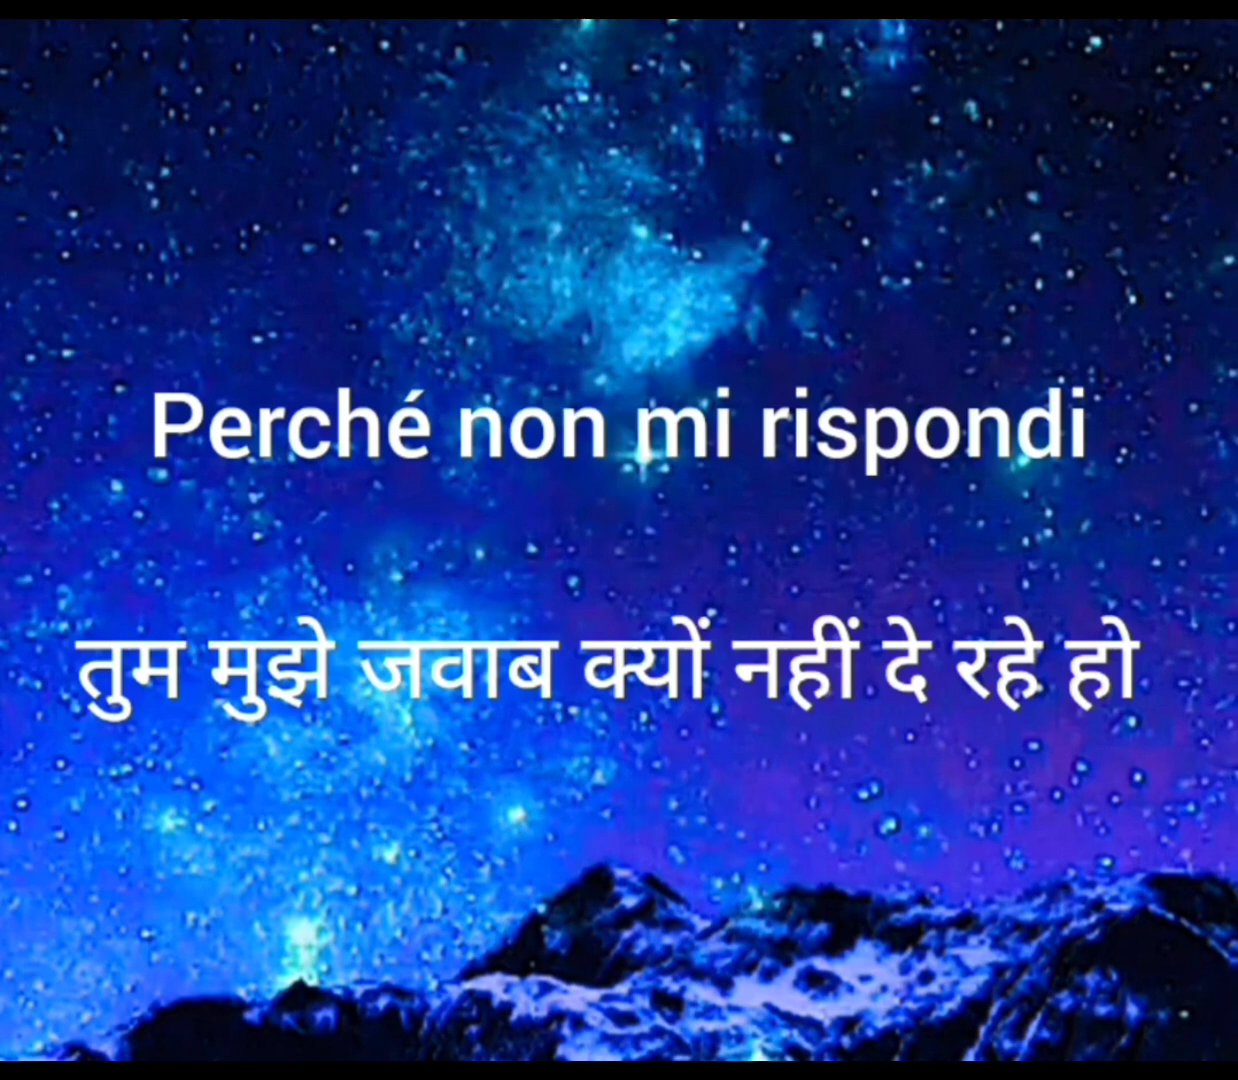 Perché non mi rispondi
तुम मुझे जवाब क्यों नहीं दे रहे हो